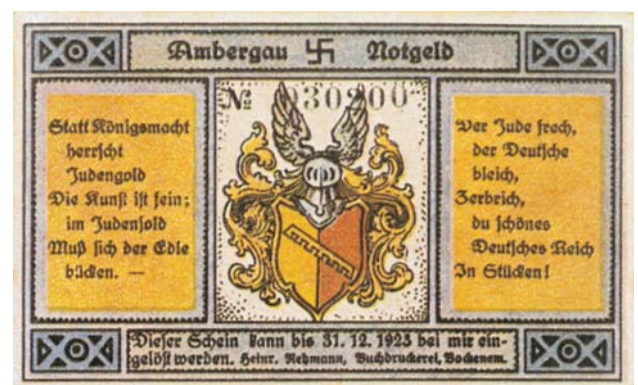 Ambergau 卐 Notgeld
No. 030200
Statt Königsmacht
herrscht
Judengold
Die Kunst ist fein;
im Judensold
Muß sich der Edle
bücken. —
Der Jude frech,
der Deutsche
bleich,
Zerbrich,
du schönes
Deutsches Reich
In Stücken!
Dieser Schein kann bis 31. 12. 1923 bei mir ein-
gelöst werden. Heinr. Rehmann, Buchdruckerei, Bockenem.